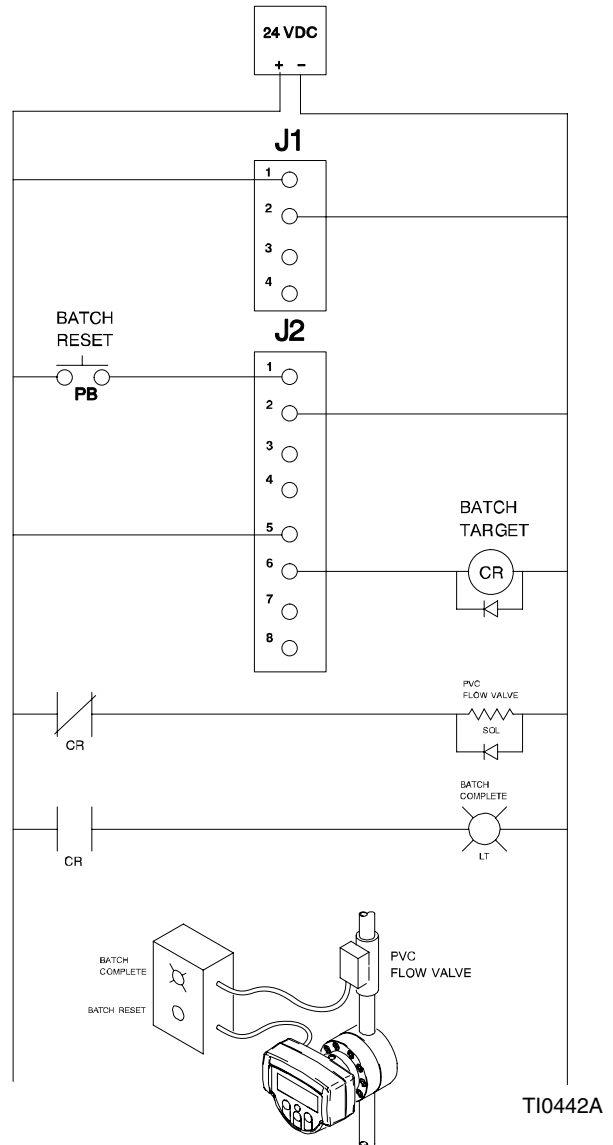 24 VDC
+ −
J1
1
2
3
4
BATCH
RESET
PB
J2
1
2
3
4
5
6
7
8
BATCH
TARGET
CR
CR
PVC
FLOW VALVE
SOL
CR
BATCH
COMPLETE
LT
BATCH
COMPLETE
BATCH RESET
PVC
FLOW VALVE
TI0442A